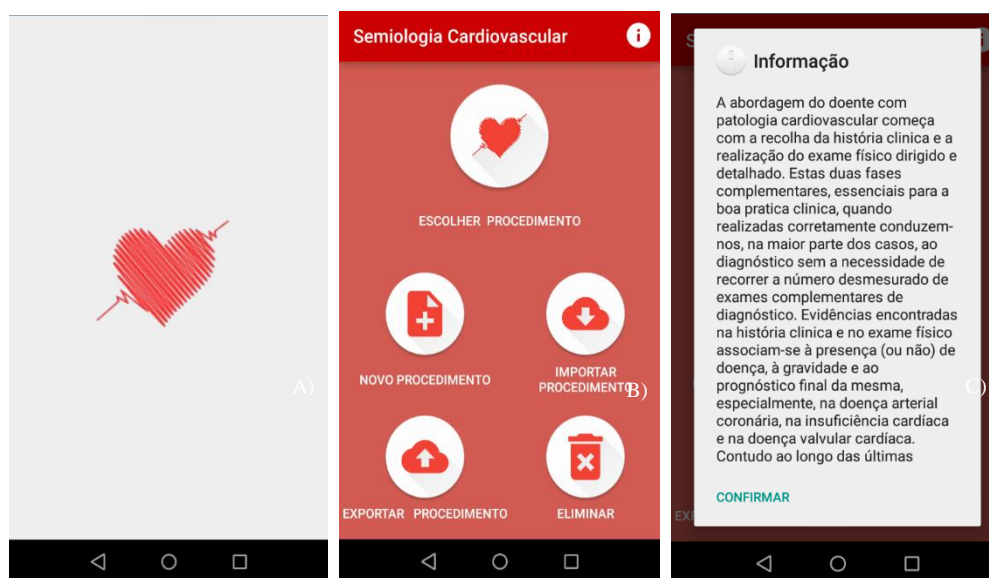 A)
Semiologia Cardiovascular
ESCOLHER PROCEDIMENTO
NOVO PROCEDIMENTO
IMPORTAR
PROCEDIMENTO
B)
EXPORTAR PROCEDIMENTO
ELIMINAR
S
Informação
A abordagem do doente com
patologia cardiovascular começa
com a recolha da história clinica e a
realização do exame físico dirigido e
detalhado. Estas duas fases
complementares, essenciais para a
boa pratica clinica, quando
realizadas corretamente conduzem-
nos, na maior parte dos casos, ao
diagnóstico sem a necessidade de
recorrer a número desmesurado de
exames complementares de
diagnóstico. Evidências encontradas
na história clinica e no exame físico
associam-se à presença (ou não) de
doença, à gravidade e ao
prognóstico final da mesma,
especialmente, na doença arterial
coronária, na insuficiência cardíaca
e na doença valvular cardíaca.
Contudo ao longo das últimas
CONFIRMAR
C)
EX